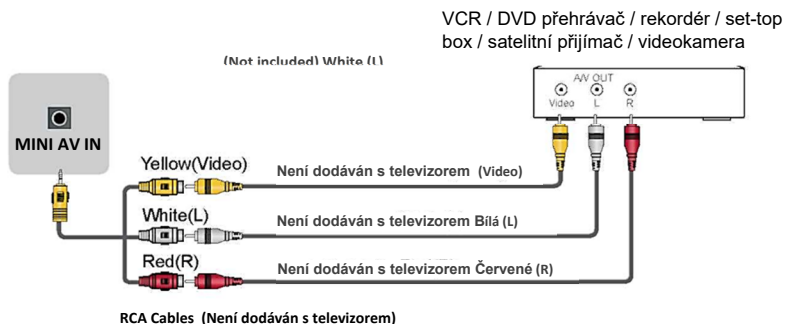 VCR / DVD přehrávač / rekordér / set-top
box / satelitní přijímač / videokamera
(Not included) White (L)
A/V OUT
Video L R
MINI AV IN
Yellow(Video)
Není dodáván s televizorem (Video)
White(L)
Není dodáván s televizorem Bílá (L)
Red(R)
Není dodáván s televizorem Červené (R)
RCA Cables (Není dodáván s televizorem)